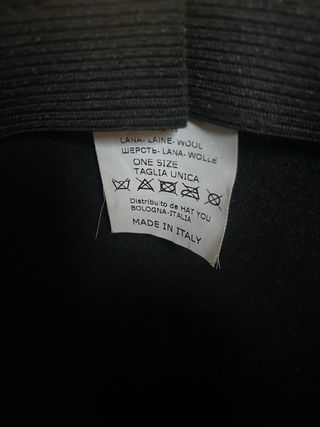 LANA- LAINE- WOOL
ШЕРСТЬ- LANA- WOLLE
ONE SIZE
TAGLIA UNICA
Distribuito da HAT YOU
BOLOGNA-ITALIA
MADE IN ITALY